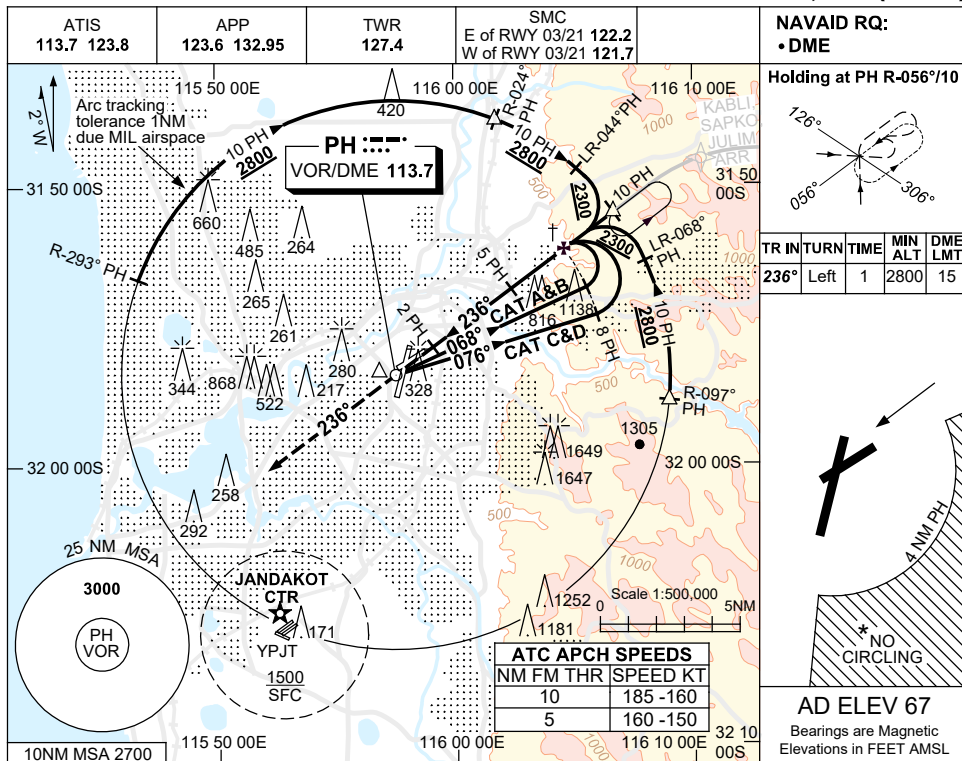 ATIS
113.7 123.8
APP
123.6 132.95
TWR
127.4
SMC
E of RWY 03/21 122.2
W of RWY 03/21 121.7
NAVAID RQ:
• DME
Holding at PH R-056°/10
126°
056°
306°
TR IN TURN TIME MIN ALT DME LMT
236° Left 1 2800 15
4 NM PH
* NO
CIRCLING
AD ELEV 67
Bearings are Magnetic
Elevations in FEET AMSL
115 50 00E
116 00 00E
116 10 00E
2° W
Arc tracking
tolerance 1NM
due MIL airspace
10 PH
2800
420
R-024°
PH
10 PH
2800
LR-044°PH
1000
KABLI,
SAPKO
JULIM
ARR
PH
VOR/DME 113.7
31 50 00S
31 50
00S
500
2300
10 PH
2300
LR-068°
PH
1000
660
485
264
R-293° PH
265
261
5 PH
236°
CAT A&B
068°
076°
CAT C&D
816
1138
8 PH
10 PH
2800
2 PH
280
344
868
522
217
328
500
R-097°
PH
236°
1305
1649
1647
32 00 00S
32 00 00S
258
292
500
1000
25 NM MSA
3000
PH
VOR
JANDAKOT
CTR
171
YPJT
1500
SFC
1252
1181
Scale 1:500,000
0
5NM
ATC APCH SPEEDS
NM FM THR SPEED KT
10 185 -160
5 160 -150
10NM MSA 2700
115 50 00E
116 00 00E
116 10 00E
32 10
00S